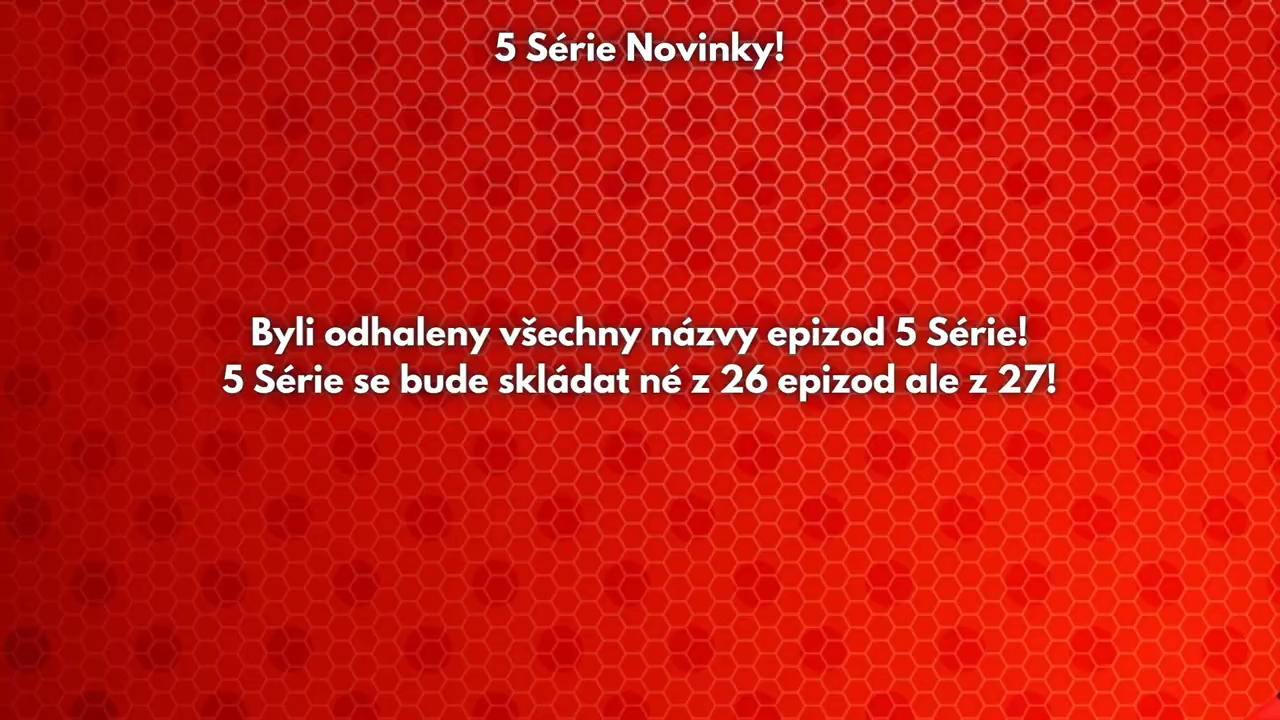 5 Série Novinky!
Byli odhaleny všechny názvy epizod 5 Série!
5 Série se bude skládat né z 26 epizod ale z 27!